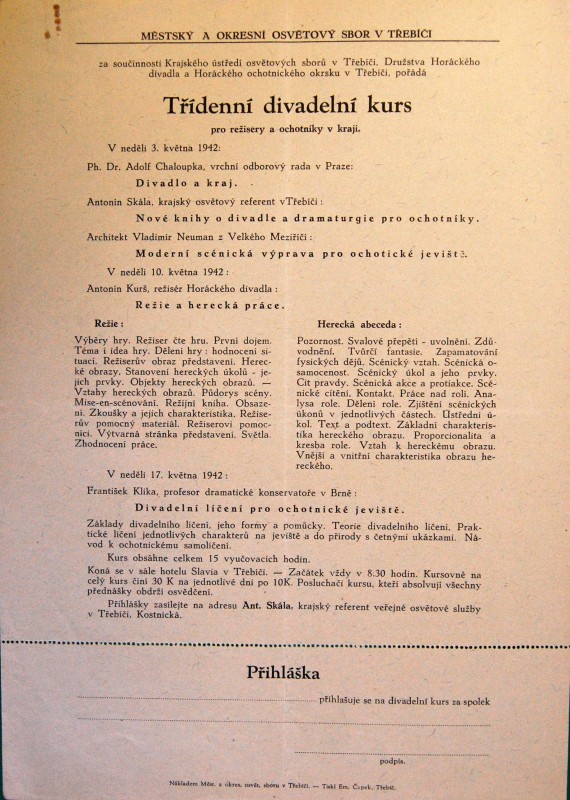 MĚSTSKÝ A OKRESNÍ OSVĚTOVÝ SBOR V TŘEBÍČI
za součinnosti Krajského ústředí osvětových sborů v Třebíči, Družstva Horáckého
divadla a Horáckého ochotnického okrsku v Třebíči, pořádá
Třídenní divadelní kurs
pro režisery a ochotníky v kraji.
V neděli 3. května 1942:
Ph. Dr. Adolf Chaloupka, vrchní odborový rada v Praze:
Divadlo a kraj.
Antonín Skála, krajský osvětový referent vTřebíči:
Nové knihy o divadle a dramaturgie pro ochotníky.
Architekt Vladimír Neuman z Velkého Meziříčí:
Moderní scénická výprava pro ochotické jeviště.
V neděli 10. května 1942:
Antonín Kurš, režisér Horáckého divadla:
Režie a herecká práce.
Režie:
Výběry hry. Režiser čte hru. První dojem.
Téma i idea hry. Dělení hry: hodnocení si-
tuací. Režiserův obraz představení. Herec-
ké obrazy. Stanovení hereckých úkolů - je-
jich prvky. Objekty hereckých obrazů. —
Vztahy hereckých obrazů. Půdorys scény.
Mise-en-scénování. Režijní kniha. Obsaze-
ní. Zkoušky a jejich charakteristika. Režise-
rův pomocný materiál. Režiseroví pomoc-
níci. Výtvarná stránka představení. Světla.
Zhodnocení práce.
Herecká abeceda:
Pozornost. Svalové přepětí - uvolnění. Zdů-
vodnění. Tvůrčí fantasie. Zapamatování
fysických dějů. Scénický vztah. Scénická o-
samocenost. Scénický úkol a jeho prvky.
Cit pravdy. Scénická akce a protiakce. Scé-
nické cítění. Kontakt. Práce nad rolí. Ana-
lysa role. Dělení role. Zjištění scénických
úkonů v jednotlivých částech. Ústřední ú-
kol. Text a podtext. Základní charakteris-
tika hereckého obrazu. Proporcionalita a
kresba role. Vztah k hereckému obrazu.
Vnější a vnitřní charakteristika obrazu he-
reckého.
V neděli 17. května 1942:
František Klika, profesor dramatické konservatoře v Brně:
Divadelní líčení pro ochotnické jeviště.
Základy divadelního líčení, jeho formy a pomůcky. Teorie divadelního líčení. Prak-
tické líčení jednotlivých charakterů na jeviště a do přírody s četnými ukázkami. Ná-
vod k ochotnickému samolíčení.
Kurs obsáhne celkem 15 vyučovacích hodin.
Koná se v sále hotelu Slavia v Třebíči. — Začátek vždy v 8.30 hodin. Kursovné na
celý kurs činí 30 K na jednotlivé dni po 10K. Posluchači kursu, kteří absolvují všechny
přednášky obdrží osvědčení.
Přihlášky zasílejte na adresu Ant. Skála, krajský referent veřejné osvětové služby
v Třebíči, Kostnická.
Přihláška
přihlašuje se na divadelní kurs za spolek
podpis.
Nákladem Měst. a okres. osvět. sboru v Třebíči. — Tiskl Em. Čapek, Třebíč.